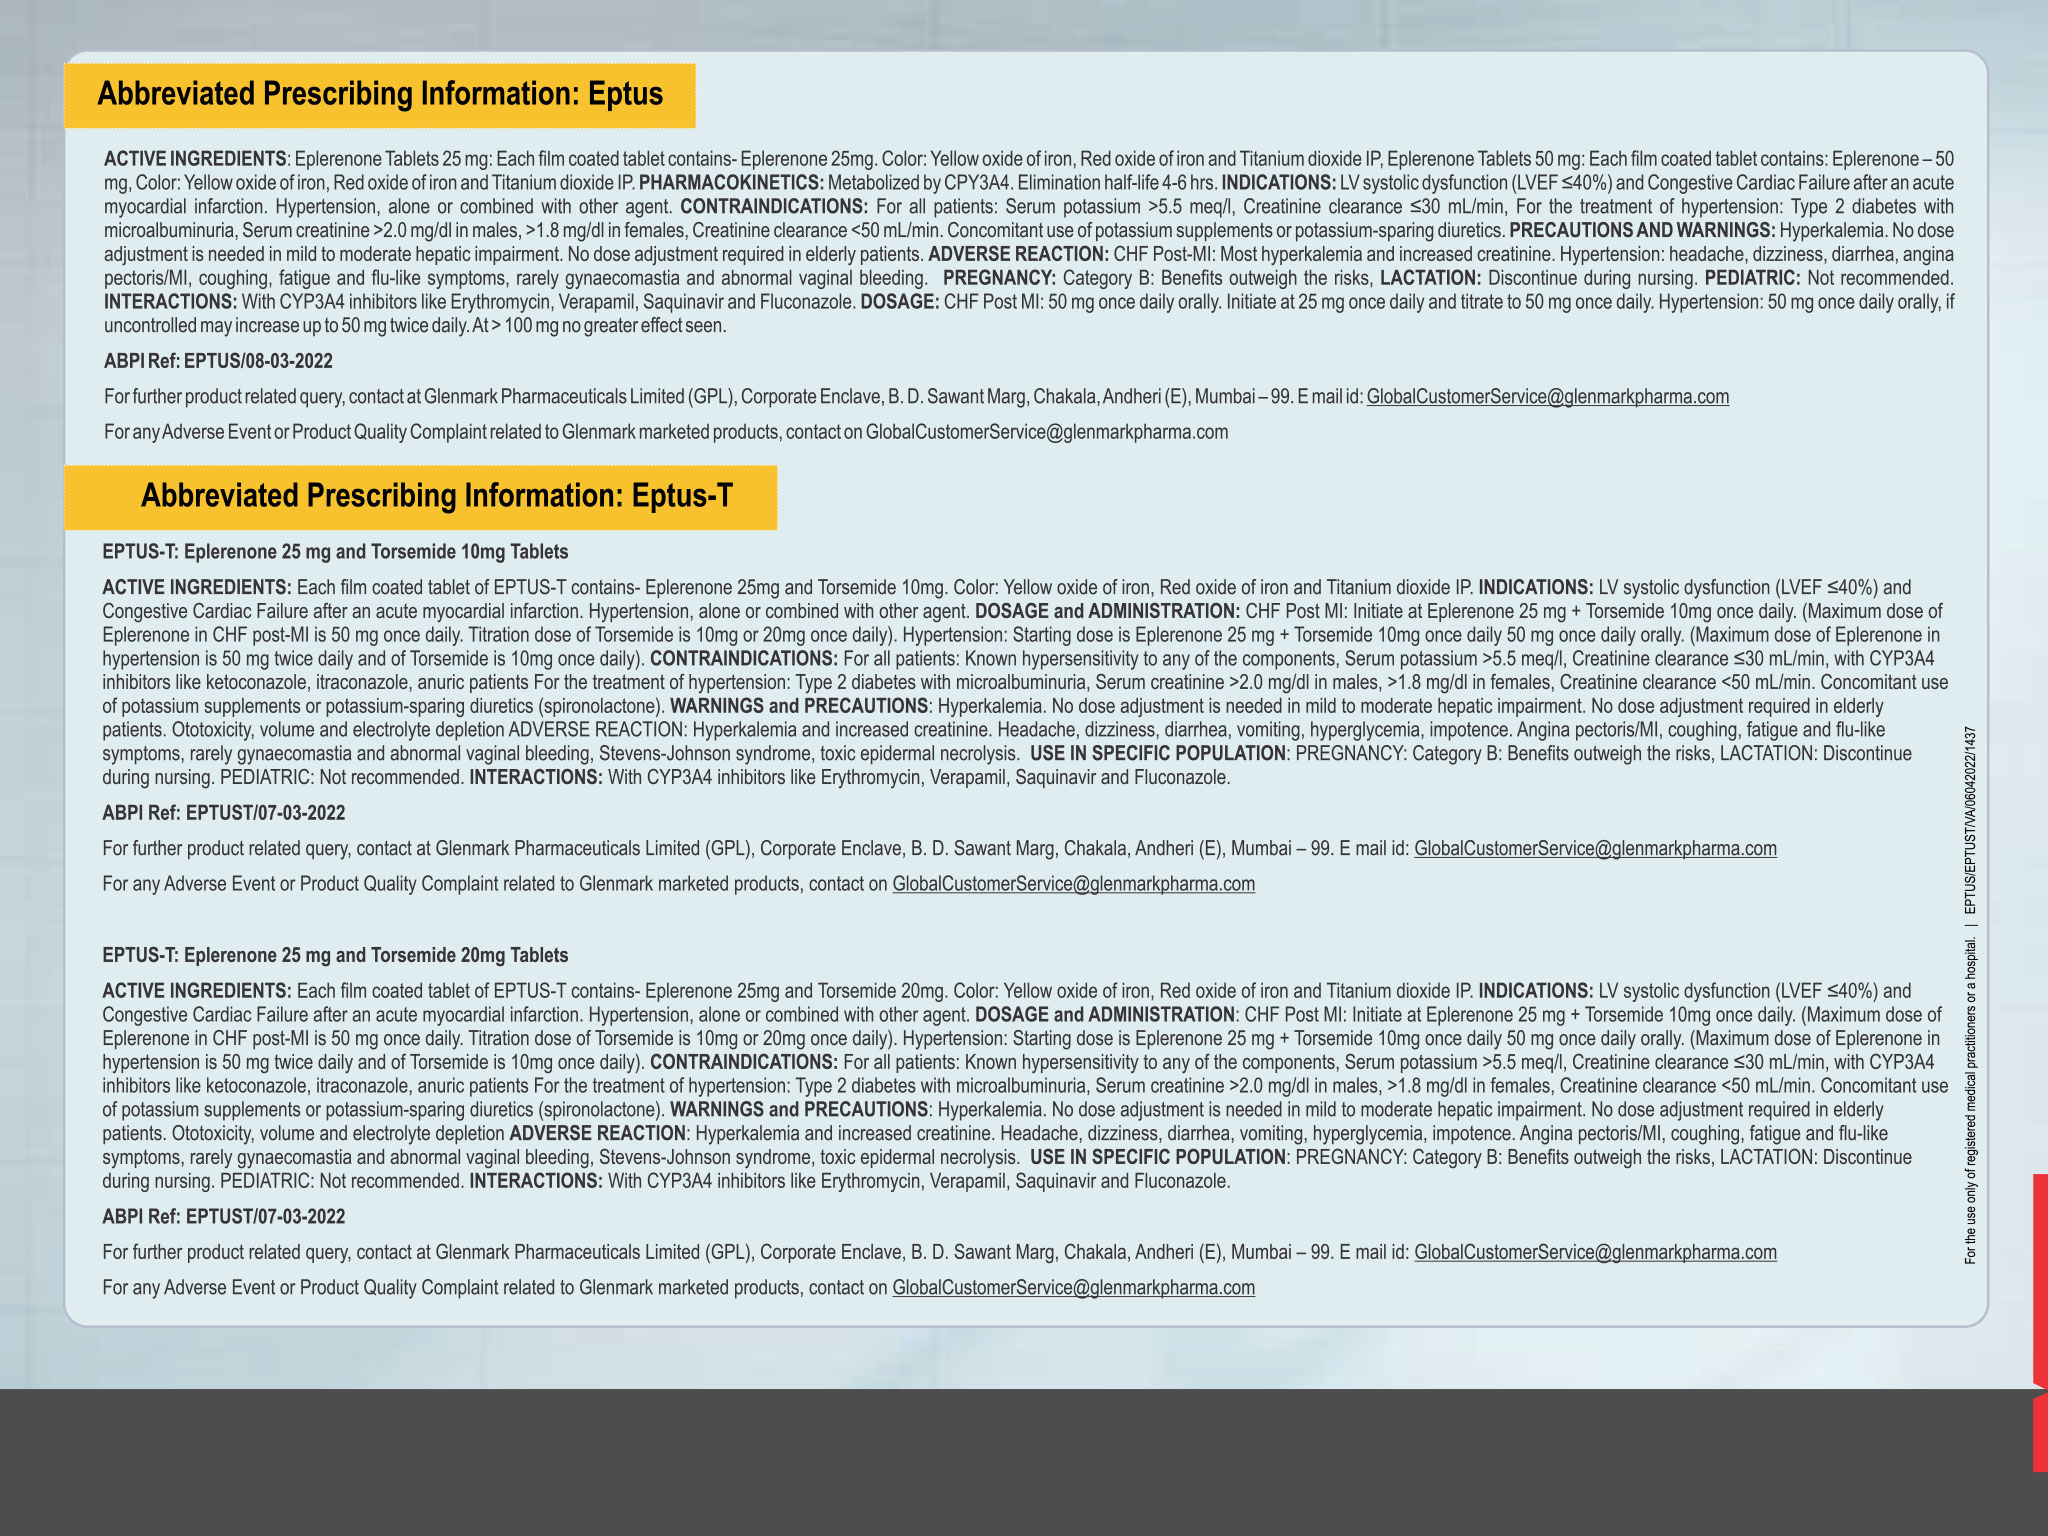 Abbreviated Prescribing Information: Eptus
ACTIVE INGREDIENTS: Eplerenone Tablets 25 mg: Each film coated tablet contains- Eplerenone 25mg. Color: Yellow oxide of iron, Red oxide of iron and Titanium dioxide IP, Eplerenone Tablets 50 mg: Each film coated tablet contains: Eplerenone – 50
mg, Color: Yellow oxide of iron, Red oxide of iron and Titanium dioxide IP. PHARMACOKINETICS: Metabolized by CPY3A4. Elimination half-life 4-6 hrs. INDICATIONS: LV systolic dysfunction (LVEF ≤40%) and Congestive Cardiac Failure after an acute
myocardial infarction. Hypertension, alone or combined with other agent. CONTRAINDICATIONS: For all patients: Serum potassium >5.5 meq/l, Creatinine clearance ≤30 mL/min, For the treatment of hypertension: Type 2 diabetes with
microalbuminuria, Serum creatinine >2.0 mg/dl in males, >1.8 mg/dl in females, Creatinine clearance <50 mL/min. Concomitant use of potassium supplements or potassium-sparing diuretics. PRECAUTIONS AND WARNINGS: Hyperkalemia. No dose
adjustment is needed in mild to moderate hepatic impairment. No dose adjustment required in elderly patients. ADVERSE REACTION: CHF Post-MI: Most hyperkalemia and increased creatinine. Hypertension: headache, dizziness, diarrhea, angina
pectoris/MI, coughing, fatigue and flu-like symptoms, rarely gynaecomastia and abnormal vaginal bleeding. PREGNANCY: Category B: Benefits outweigh the risks, LACTATION: Discontinue during nursing. PEDIATRIC: Not recommended.
INTERACTIONS: With CYP3A4 inhibitors like Erythromycin, Verapamil, Saquinavir and Fluconazole. DOSAGE: CHF Post MI: 50 mg once daily orally. Initiate at 25 mg once daily and titrate to 50 mg once daily. Hypertension: 50 mg once daily orally, if
uncontrolled may increase up to 50 mg twice daily. At > 100 mg no greater effect seen.
ABPI Ref: EPTUS/08-03-2022
For further product related query, contact at Glenmark Pharmaceuticals Limited (GPL), Corporate Enclave, B. D. Sawant Marg, Chakala, Andheri (E), Mumbai – 99. E mail id: GlobalCustomerService@glenmarkpharma.com
For any Adverse Event or Product Quality Complaint related to Glenmark marketed products, contact on GlobalCustomerService@glenmarkpharma.com
Abbreviated Prescribing Information: Eptus-T
EPTUS-T: Eplerenone 25 mg and Torsemide 10mg Tablets
ACTIVE INGREDIENTS: Each film coated tablet of EPTUS-T contains- Eplerenone 25mg and Torsemide 10mg. Color: Yellow oxide of iron, Red oxide of iron and Titanium dioxide IP. INDICATIONS: LV systolic dysfunction (LVEF ≤40%) and
Congestive Cardiac Failure after an acute myocardial infarction. Hypertension, alone or combined with other agent. DOSAGE and ADMINISTRATION: CHF Post MI: Initiate at Eplerenone 25 mg + Torsemide 10mg once daily. (Maximum dose of
Eplerenone in CHF post-MI is 50 mg once daily. Titration dose of Torsemide is 10mg or 20mg once daily). Hypertension: Starting dose is Eplerenone 25 mg + Torsemide 10mg once daily 50 mg once daily orally. (Maximum dose of Eplerenone in
hypertension is 50 mg twice daily and of Torsemide is 10mg once daily). CONTRAINDICATIONS: For all patients: Known hypersensitivity to any of the components, Serum potassium >5.5 meq/l, Creatinine clearance ≤30 mL/min, with CYP3A4
inhibitors like ketoconazole, itraconazole, anuric patients For the treatment of hypertension: Type 2 diabetes with microalbuminuria, Serum creatinine >2.0 mg/dl in males, >1.8 mg/dl in females, Creatinine clearance <50 mL/min. Concomitant use
of potassium supplements or potassium-sparing diuretics (spironolactone). WARNINGS and PRECAUTIONS: Hyperkalemia. No dose adjustment is needed in mild to moderate hepatic impairment. No dose adjustment required in elderly
patients. Ototoxicity, volume and electrolyte depletion ADVERSE REACTION: Hyperkalemia and increased creatinine. Headache, dizziness, diarrhea, vomiting, hyperglycemia, impotence. Angina pectoris/MI, coughing, fatigue and flu-like
symptoms, rarely gynaecomastia and abnormal vaginal bleeding, Stevens-Johnson syndrome, toxic epidermal necrolysis. USE IN SPECIFIC POPULATION: PREGNANCY: Category B: Benefits outweigh the risks, LACTATION: Discontinue
during nursing. PEDIATRIC: Not recommended. INTERACTIONS: With CYP3A4 inhibitors like Erythromycin, Verapamil, Saquinavir and Fluconazole.
ABPI Ref: EPTUST/07-03-2022
For further product related query, contact at Glenmark Pharmaceuticals Limited (GPL), Corporate Enclave, B. D. Sawant Marg, Chakala, Andheri (E), Mumbai – 99. E mail id: GlobalCustomerService@glenmarkpharma.com
For any Adverse Event or Product Quality Complaint related to Glenmark marketed products, contact on GlobalCustomerService@glenmarkpharma.com
EPTUS-T: Eplerenone 25 mg and Torsemide 20mg Tablets
ACTIVE INGREDIENTS: Each film coated tablet of EPTUS-T contains- Eplerenone 25mg and Torsemide 20mg. Color: Yellow oxide of iron, Red oxide of iron and Titanium dioxide IP. INDICATIONS: LV systolic dysfunction (LVEF ≤40%) and
Congestive Cardiac Failure after an acute myocardial infarction. Hypertension, alone or combined with other agent. DOSAGE and ADMINISTRATION: CHF Post MI: Initiate at Eplerenone 25 mg + Torsemide 10mg once daily. (Maximum dose of
Eplerenone in CHF post-MI is 50 mg once daily. Titration dose of Torsemide is 10mg or 20mg once daily). Hypertension: Starting dose is Eplerenone 25 mg + Torsemide 10mg once daily 50 mg once daily orally. (Maximum dose of Eplerenone in
hypertension is 50 mg twice daily and of Torsemide is 10mg once daily). CONTRAINDICATIONS: For all patients: Known hypersensitivity to any of the components, Serum potassium >5.5 meq/l, Creatinine clearance ≤30 mL/min, with CYP3A4
inhibitors like ketoconazole, itraconazole, anuric patients For the treatment of hypertension: Type 2 diabetes with microalbuminuria, Serum creatinine >2.0 mg/dl in males, >1.8 mg/dl in females, Creatinine clearance <50 mL/min. Concomitant use
of potassium supplements or potassium-sparing diuretics (spironolactone). WARNINGS and PRECAUTIONS: Hyperkalemia. No dose adjustment is needed in mild to moderate hepatic impairment. No dose adjustment required in elderly
patients. Ototoxicity, volume and electrolyte depletion ADVERSE REACTION: Hyperkalemia and increased creatinine. Headache, dizziness, diarrhea, vomiting, hyperglycemia, impotence. Angina pectoris/MI, coughing, fatigue and flu-like
symptoms, rarely gynaecomastia and abnormal vaginal bleeding, Stevens-Johnson syndrome, toxic epidermal necrolysis. USE IN SPECIFIC POPULATION: PREGNANCY: Category B: Benefits outweigh the risks, LACTATION: Discontinue
during nursing. PEDIATRIC: Not recommended. INTERACTIONS: With CYP3A4 inhibitors like Erythromycin, Verapamil, Saquinavir and Fluconazole.
ABPI Ref: EPTUST/07-03-2022
For further product related query, contact at Glenmark Pharmaceuticals Limited (GPL), Corporate Enclave, B. D. Sawant Marg, Chakala, Andheri (E), Mumbai – 99. E mail id: GlobalCustomerService@glenmarkpharma.com
For any Adverse Event or Product Quality Complaint related to Glenmark marketed products, contact on GlobalCustomerService@glenmarkpharma.com
For the use only of registered medical practitioners or a hospital. | EPTUS/EPTUST/VA/06042022/1437